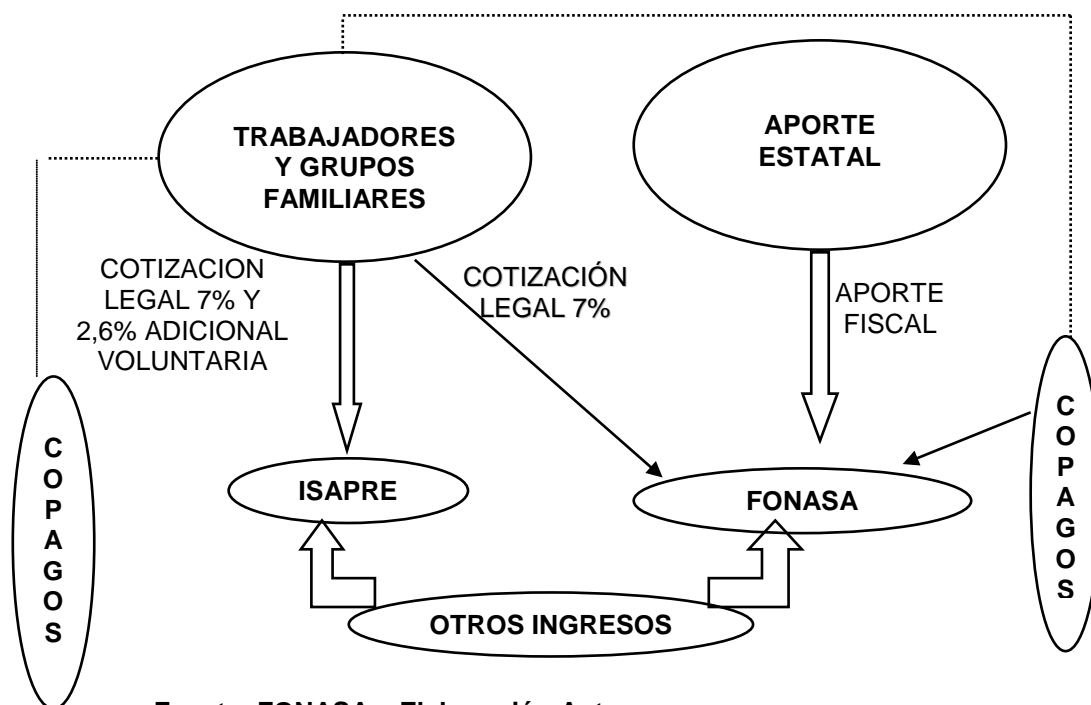 TRABAJADORES
Y GRUPOS
FAMILIARES
APORTE
ESTATAL
COTIZACION
LEGAL 7% Y
2,6% ADICIONAL
VOLUNTARIA
COTIZACIÓN
LEGAL 7%
APORTE
FISCAL
C
O
P
A
G
O
S
ISAPRE
FONASA
C
O
P
A
G
O
S
OTROS INGRESOS
FONASA